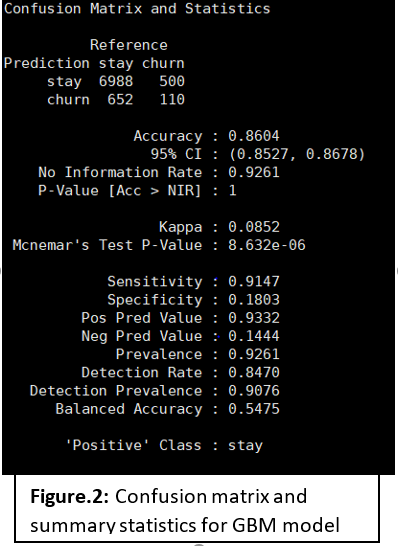 Confusion Matrix and Statistics
Reference
Prediction stay churn
stay 6988 500
churn 652 110
Accuracy : 0.8604
95% CI : (0.8527, 0.8678)
No Information Rate : 0.9261
P-Value [Acc > NIR] : 1
Kappa : 0.0852
Mcnemar's Test P-Value : 8.632e-06
Sensitivity : 0.9147
Specificity : 0.1803
Pos Pred Value : 0.9332
Neg Pred Value : 0.1444
Prevalence : 0.9261
Detection Rate : 0.8470
Detection Prevalence : 0.9076
Balanced Accuracy : 0.5475
'Positive' Class : stay
Figure.2: Confusion matrix and
summary statistics for GBM model